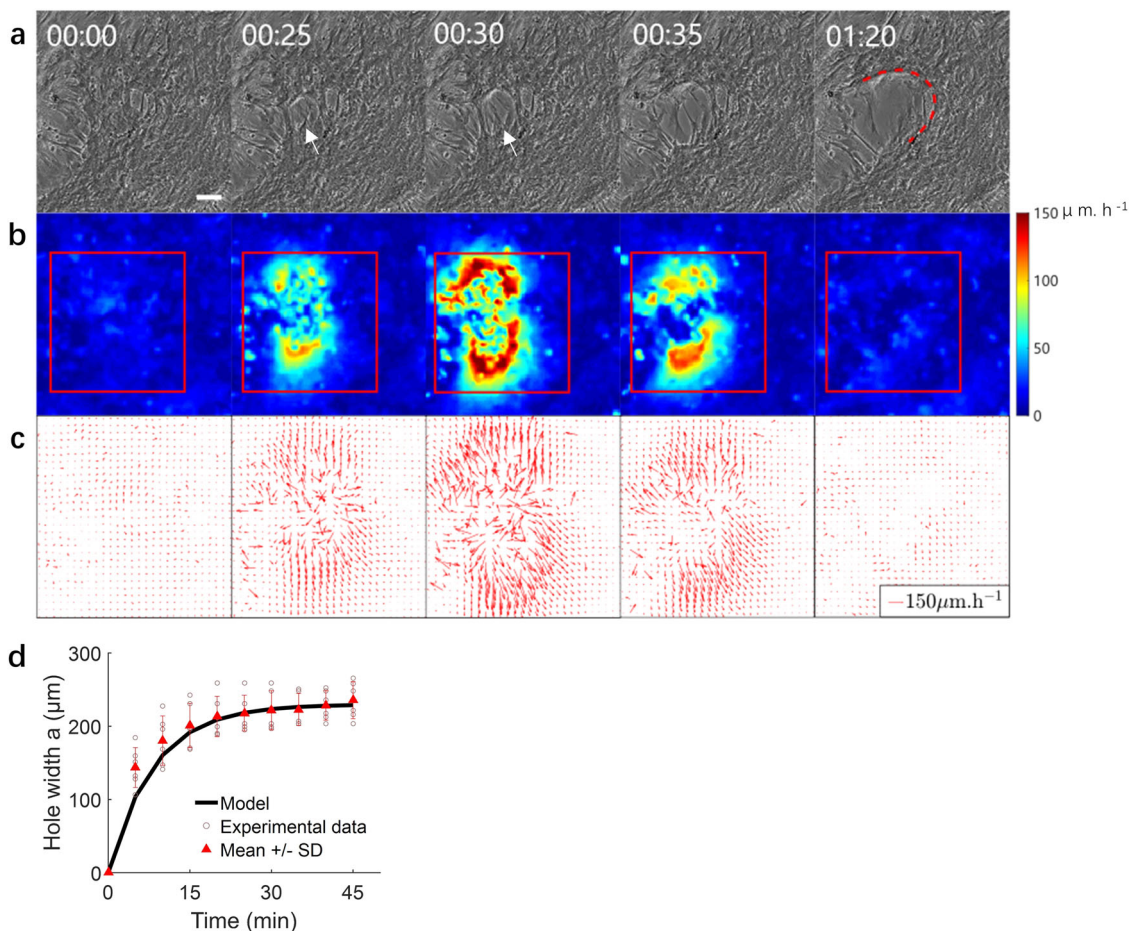 a
00:00
00:25
00:30
00:35
01:20
b
150 μ m. h -1
100
50
0
c
150μm.h⁻¹
d
300
200
100
0
Hole width a (μm)
Model
Experimental data
Mean +/- SD
0
15
30
45
Time (min)